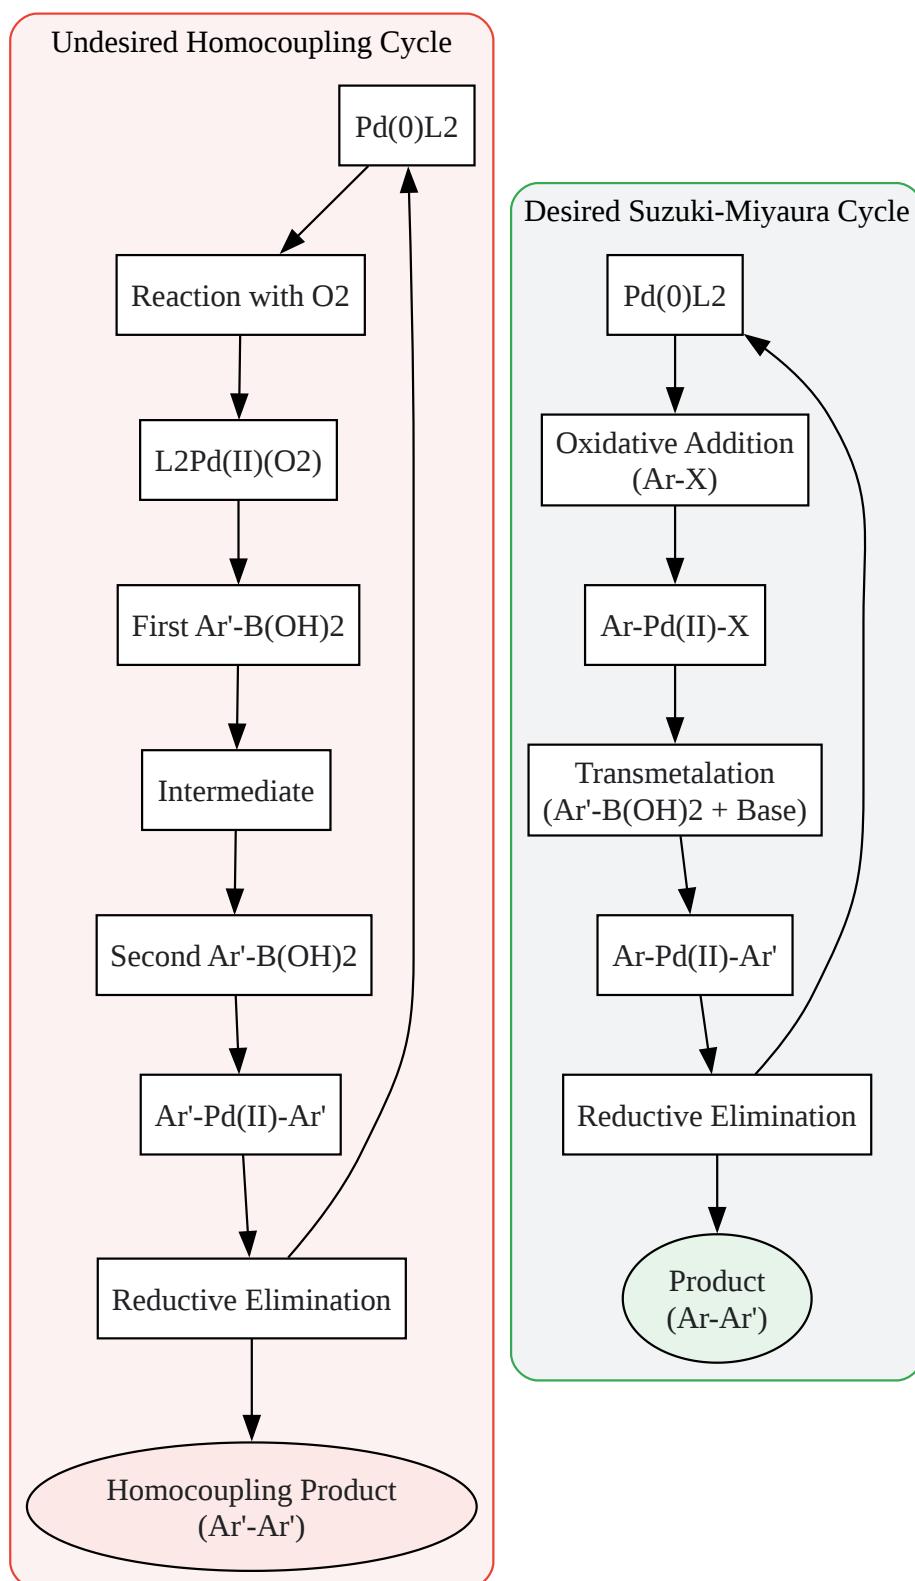 Undesired Homocoupling Cycle
Pd(0)L2
Reaction with O2
L2Pd(II)(O2)
First Ar'-B(OH)2
Intermediate
Second Ar'-B(OH)2
Ar'-Pd(II)-Ar'
Reductive Elimination
Homocoupling Product
(Ar'-Ar')
Desired Suzuki-Miyaura Cycle
Pd(0)L2
Oxidative Addition
(Ar-X)
Ar-Pd(II)-X
Transmetalation
(Ar'-B(OH)2 + Base)
Ar-Pd(II)-Ar'
Reductive Elimination
Product
(Ar-Ar')